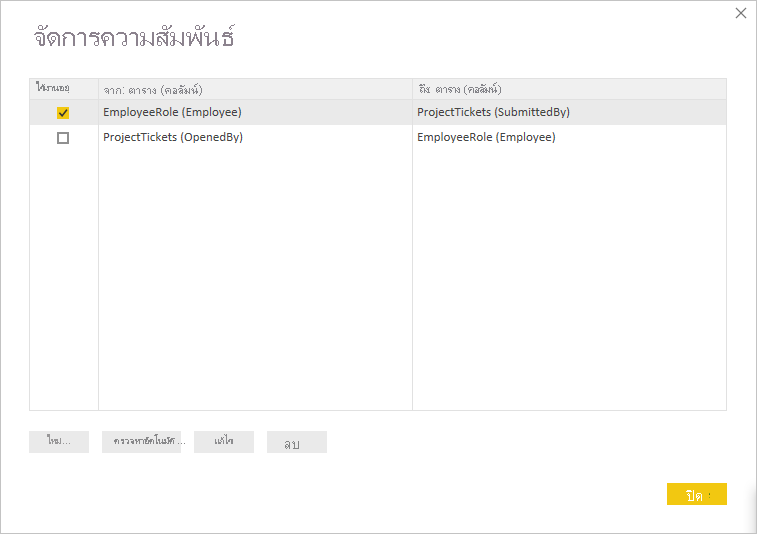 จัดการความสัมพันธ์
ใช้งานอยู่ จาก: ตาราง (คอลัมน์) ถึง: ตาราง (คอลัมน์)
EmployeeRole (Employee) ProjectTickets (SubmittedBy)
ProjectTickets (OpenedBy) EmployeeRole (Employee)
ใหม่... ตรวจหาอัตโนมัติ ... แก้ไข ลบ
ปิด